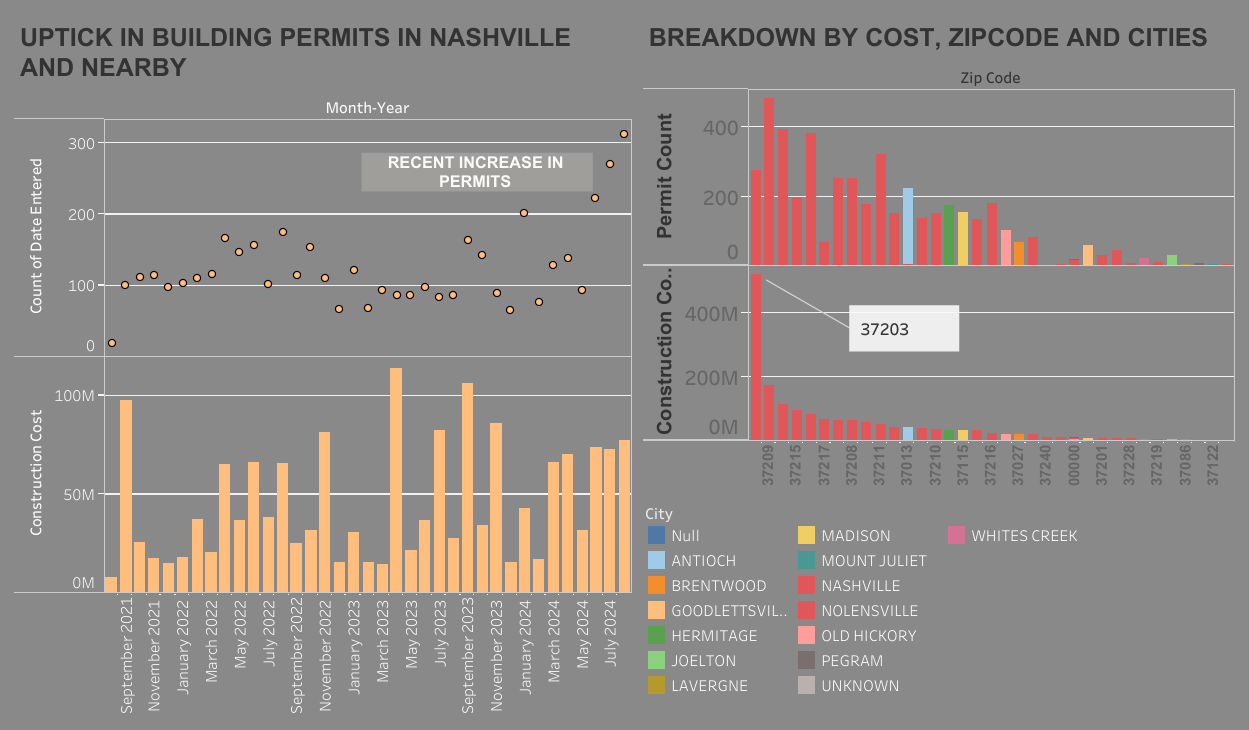 UPTICK IN BUILDING PERMITS IN NASHVILLE
AND NEARBY
Month-Year
Count of Date Entered
300
200
100
0
RECENT INCREASE IN
PERMITS
Construction Cost
100M
50M
0M
September 2021
November 2021
January 2022
March 2022
May 2022
July 2022
September 2022
November 2022
January 2023
March 2023
May 2023
July 2023
September 2023
November 2023
January 2024
March 2024
May 2024
July 2024
BREAKDOWN BY COST, ZIPCODE AND CITIES
Zip Code
Permit Count
400
200
0
Construction Co..
400M
200M
0M
37203
37209
37215
37217
37208
37211
37013
37210
37115
37216
37027
37240
00000
37201
37228
37219
37086
37122
City
Null
ANTIOCH
BRENTWOOD
GOODLETTSVIL..
HERMITAGE
JOELTON
LAVERGNE
MADISON
MOUNT JULIET
NASHVILLE
NOLENSVILLE
OLD HICKORY
PEGRAM
UNKNOWN
WHITES CREEK